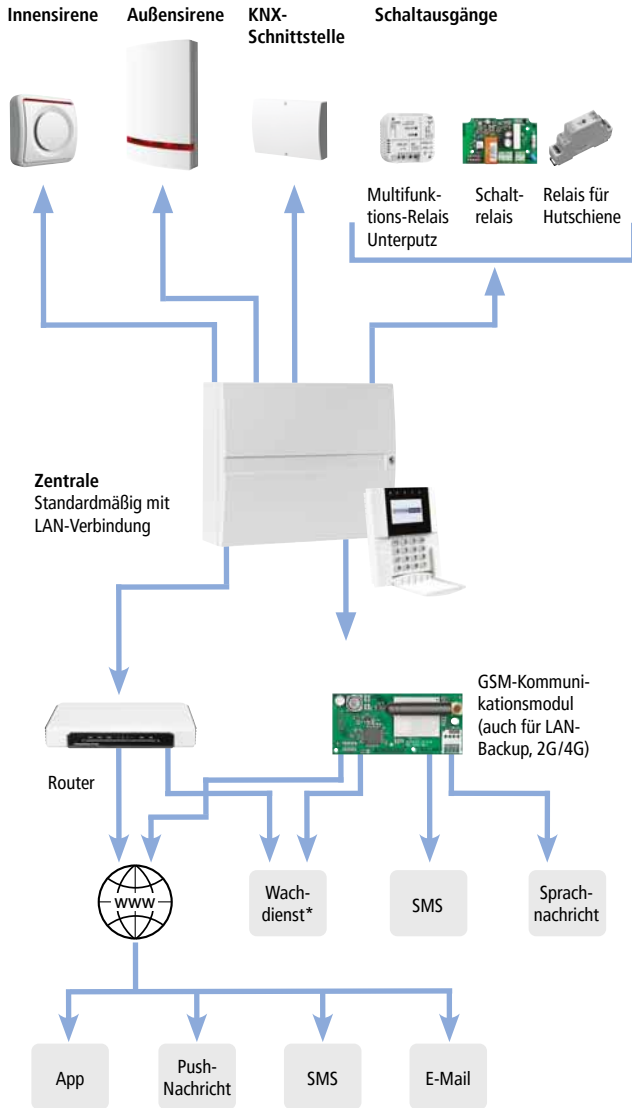 Innensirene
Außensirene
KNX-
Schnittstelle
Schaltausgänge
Multifunk-
tions-Relais
Unterputz
Schalt-
relais
Relais für
Hutschiene
Zentrale
Standardmäßig mit
LAN-Verbindung
GSM-Kommuni-
kationsmodul
(auch für LAN-
Backup, 2G/4G)
Router
WWW
Wach-
dienst*
SMS
Sprach-
nachricht
App
Push-
Nachricht
SMS
E-Mail